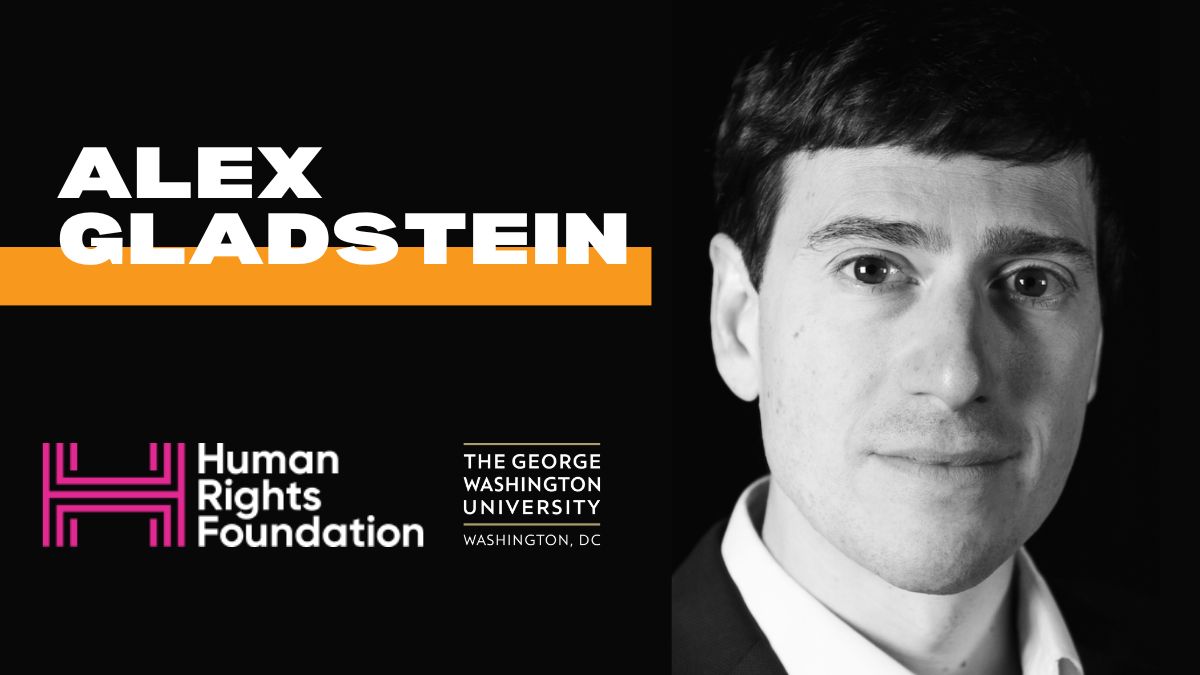 ALEX
GLADSTEIN
Human
Rights
Foundation
THE GEORGE
WASHINGTON
UNIVERSITY
WASHINGTON, DC